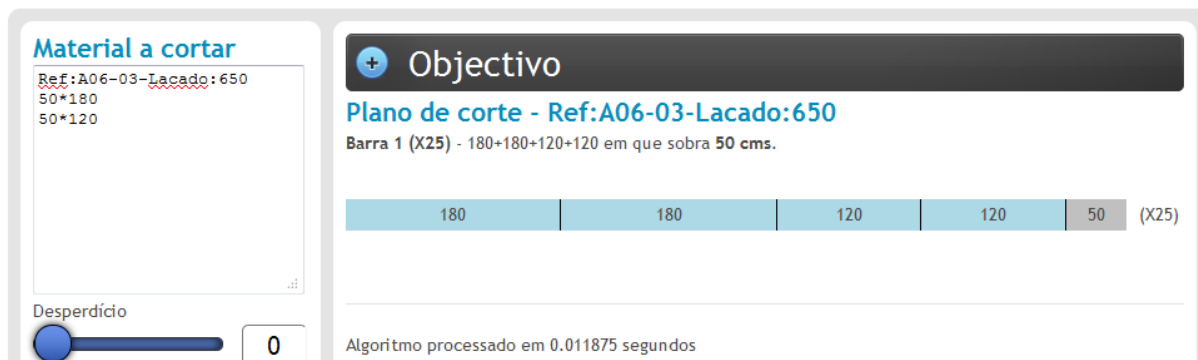 Material a cortar
Ref:A06-03-Lacado:650
50*180
50*120
Desperdício
0
Objectivo
Plano de corte - Ref:A06-03-Lacado:650
Barra 1 (X25) - 180+180+120+120 em que sobra 50 cms.
180 180 120 120 50 (X25)
Algoritmo processado em 0.011875 segundos